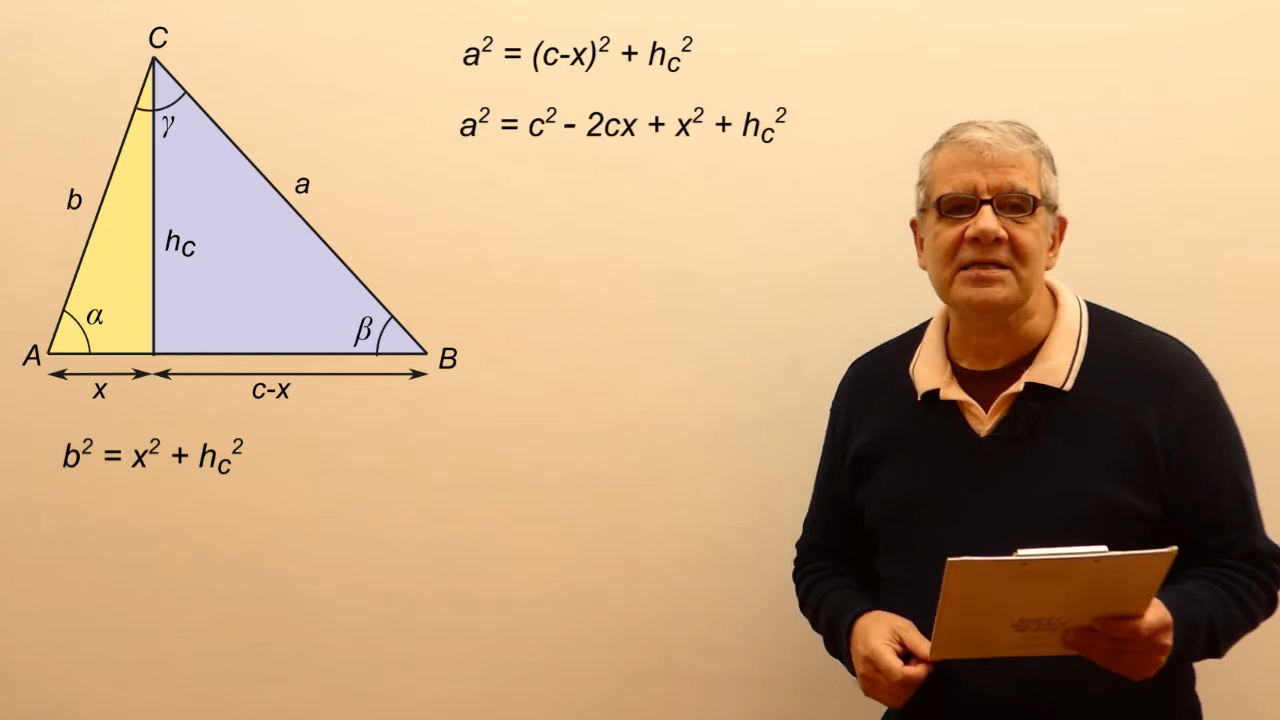 C
a² = (c-x)² + h_c²
a² = c² - 2cx + x² + h_c²
γ
b
a
h_c
α
β
A
B
x
c-x
b² = x² + h_c²